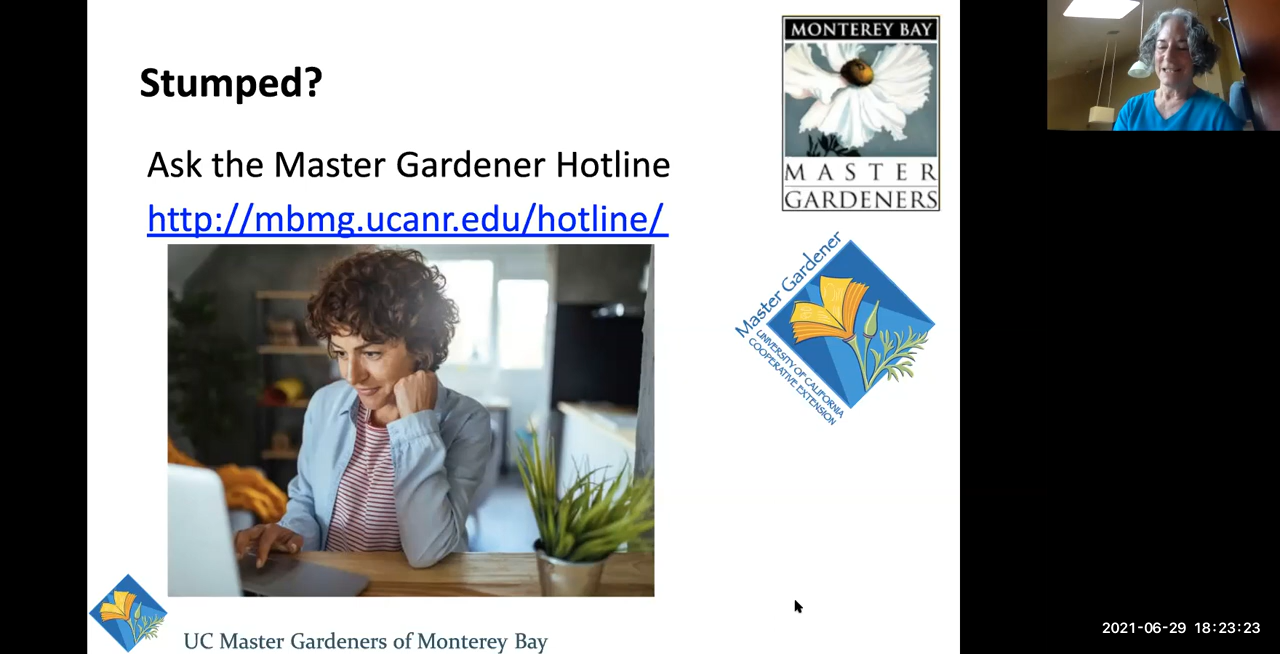 Stumped?
Ask the Master Gardener Hotline
http://mbmg.ucanr.edu/hotline/
MONTEREY BAY
MASTER
GARDENERS
Master Gardener
UNIVERSITY OF CALIFORNIA
COOPERATIVE EXTENSION
UC Master Gardeners of Monterey Bay
2021-06-29 18:23:23